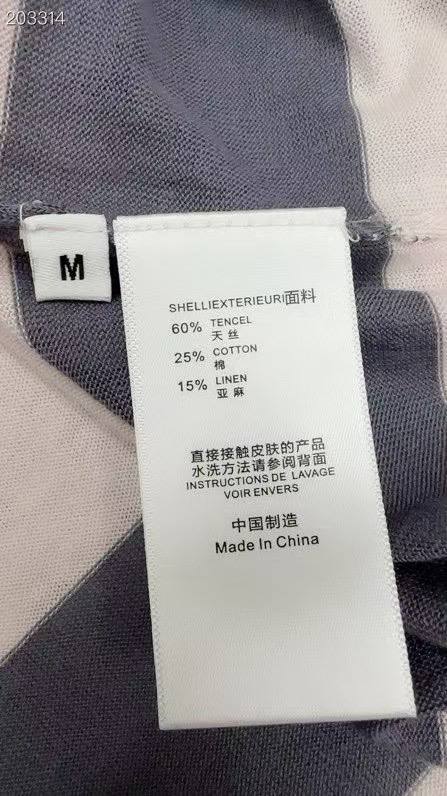 203314
M
SHELLIEXTERIEURI面料
60% TENCEL
天丝
25% COTTON
棉
15% LINEN
亚麻
直接接触皮肤的产品
水洗方法请参阅背面
INSTRUCTIONS DE LAVAGE
VOIR ENVERS
中国制造
Made In China